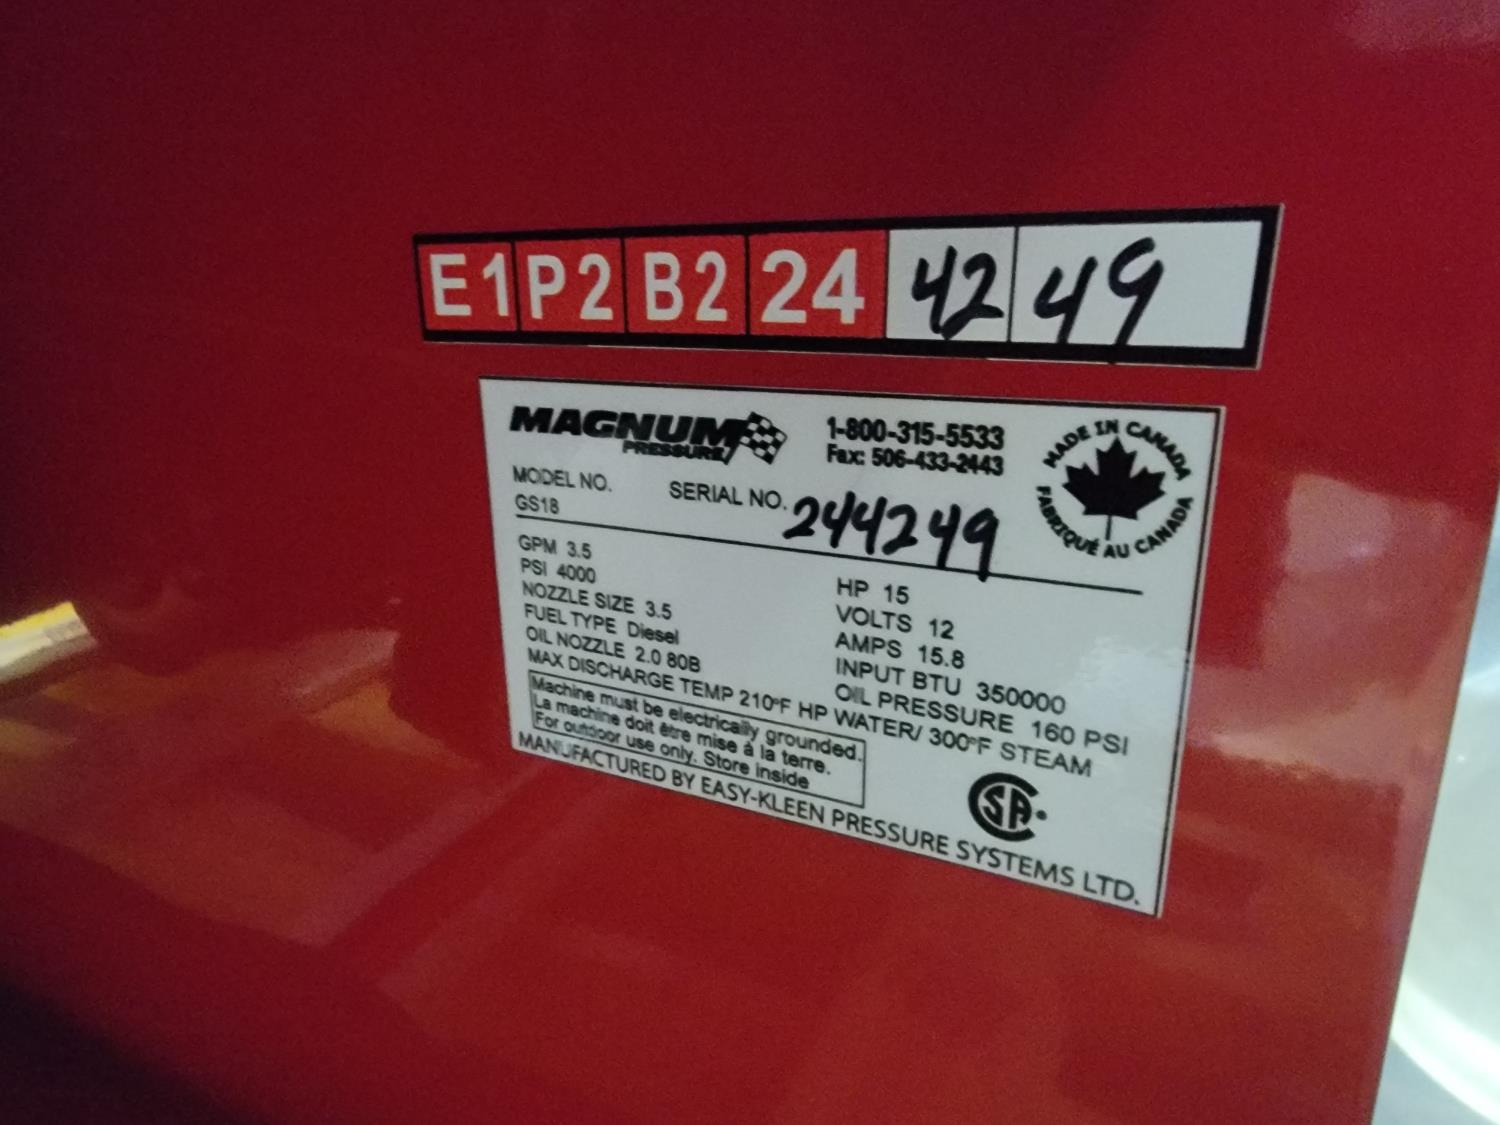 E1 P2 B2 24 42 49
MAGNUM
PRESSURE
1-800-315-5533
Fax: 506-433-2443
MADE IN CANADA
FABRIQUÉ AU CANADA
MODEL NO.
GS18
SERIAL NO. 244249
GPM 3.5
PSI 4000
NOZZLE SIZE 3.5
FUEL TYPE Diesel
OIL NOZZLE 2.0 80B
HP 15
VOLTS 12
AMPS 15.8
INPUT BTU 350000
OIL PRESSURE 160 PSI
MAX DISCHARGE TEMP 210°F HP WATER/ 300°F STEAM
Machine must be electrically grounded.
La machine doit être mise à la terre.
For outdoor use only. Store inside
CSA
MANUFACTURED BY EASY-KLEEN PRESSURE SYSTEMS LTD.